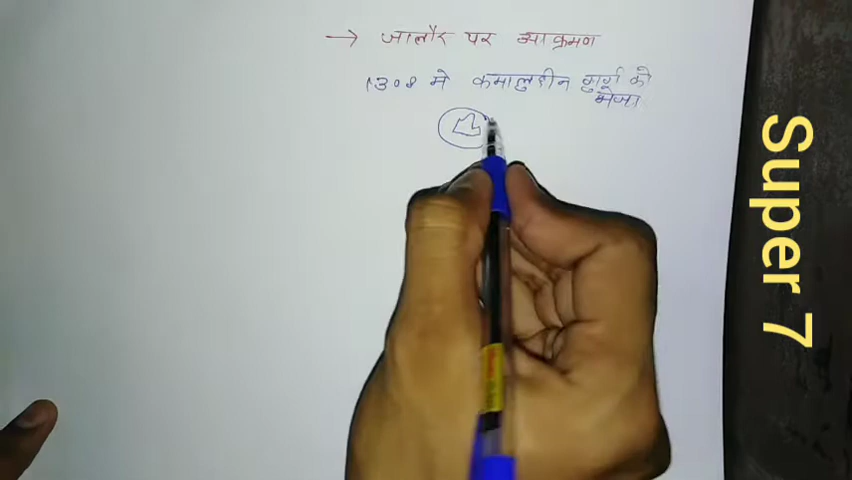 → जालौर पर आक्रमण
1308 मे कमालुद्दीन गुर्ग को
भेजा
Super 7